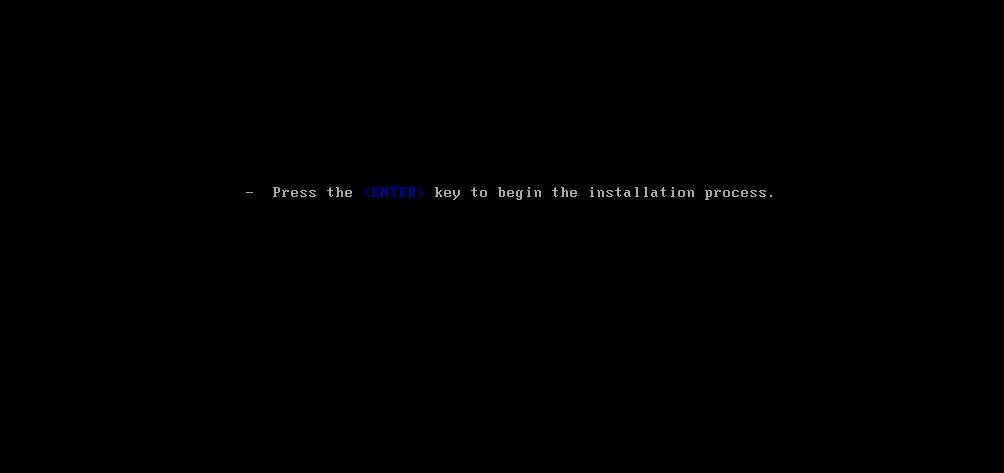 -  Press the <ENTER> key to begin the installation process.